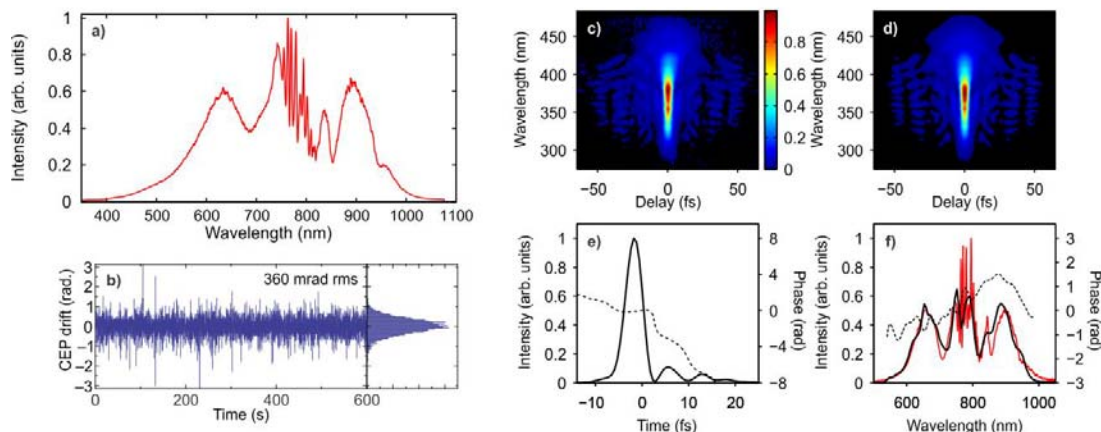 a)
Intensity (arb. units)
1
0.8
0.6
0.4
0.2
0
400 500 600 700 800 900 1000 1100
Wavelength (nm)
b)
360 mrad rms
CEP drift (rad.)
3
2
1
0
−1
−2
−3
0 200 400 600
Time (s)
c)
Wavelength (nm)
450
400
350
300
−50 0 50
Delay (fs)
0.8
0.6
0.4
0.2
0
d)
Wavelength (nm)
450
400
350
300
−50 0 50
Delay (fs)
e)
Intensity (arb. units)
1
0.8
0.6
0.4
0.2
0
8
4
0
−4
−8
Phase (rad)
−10 0 10 20
Time (fs)
f)
Intensity (arb. units)
1
0.8
0.6
0.4
0.2
0
3
2
1
0
−1
−2
−3
Phase (rad)
600 800 1000
Wavelength (nm)